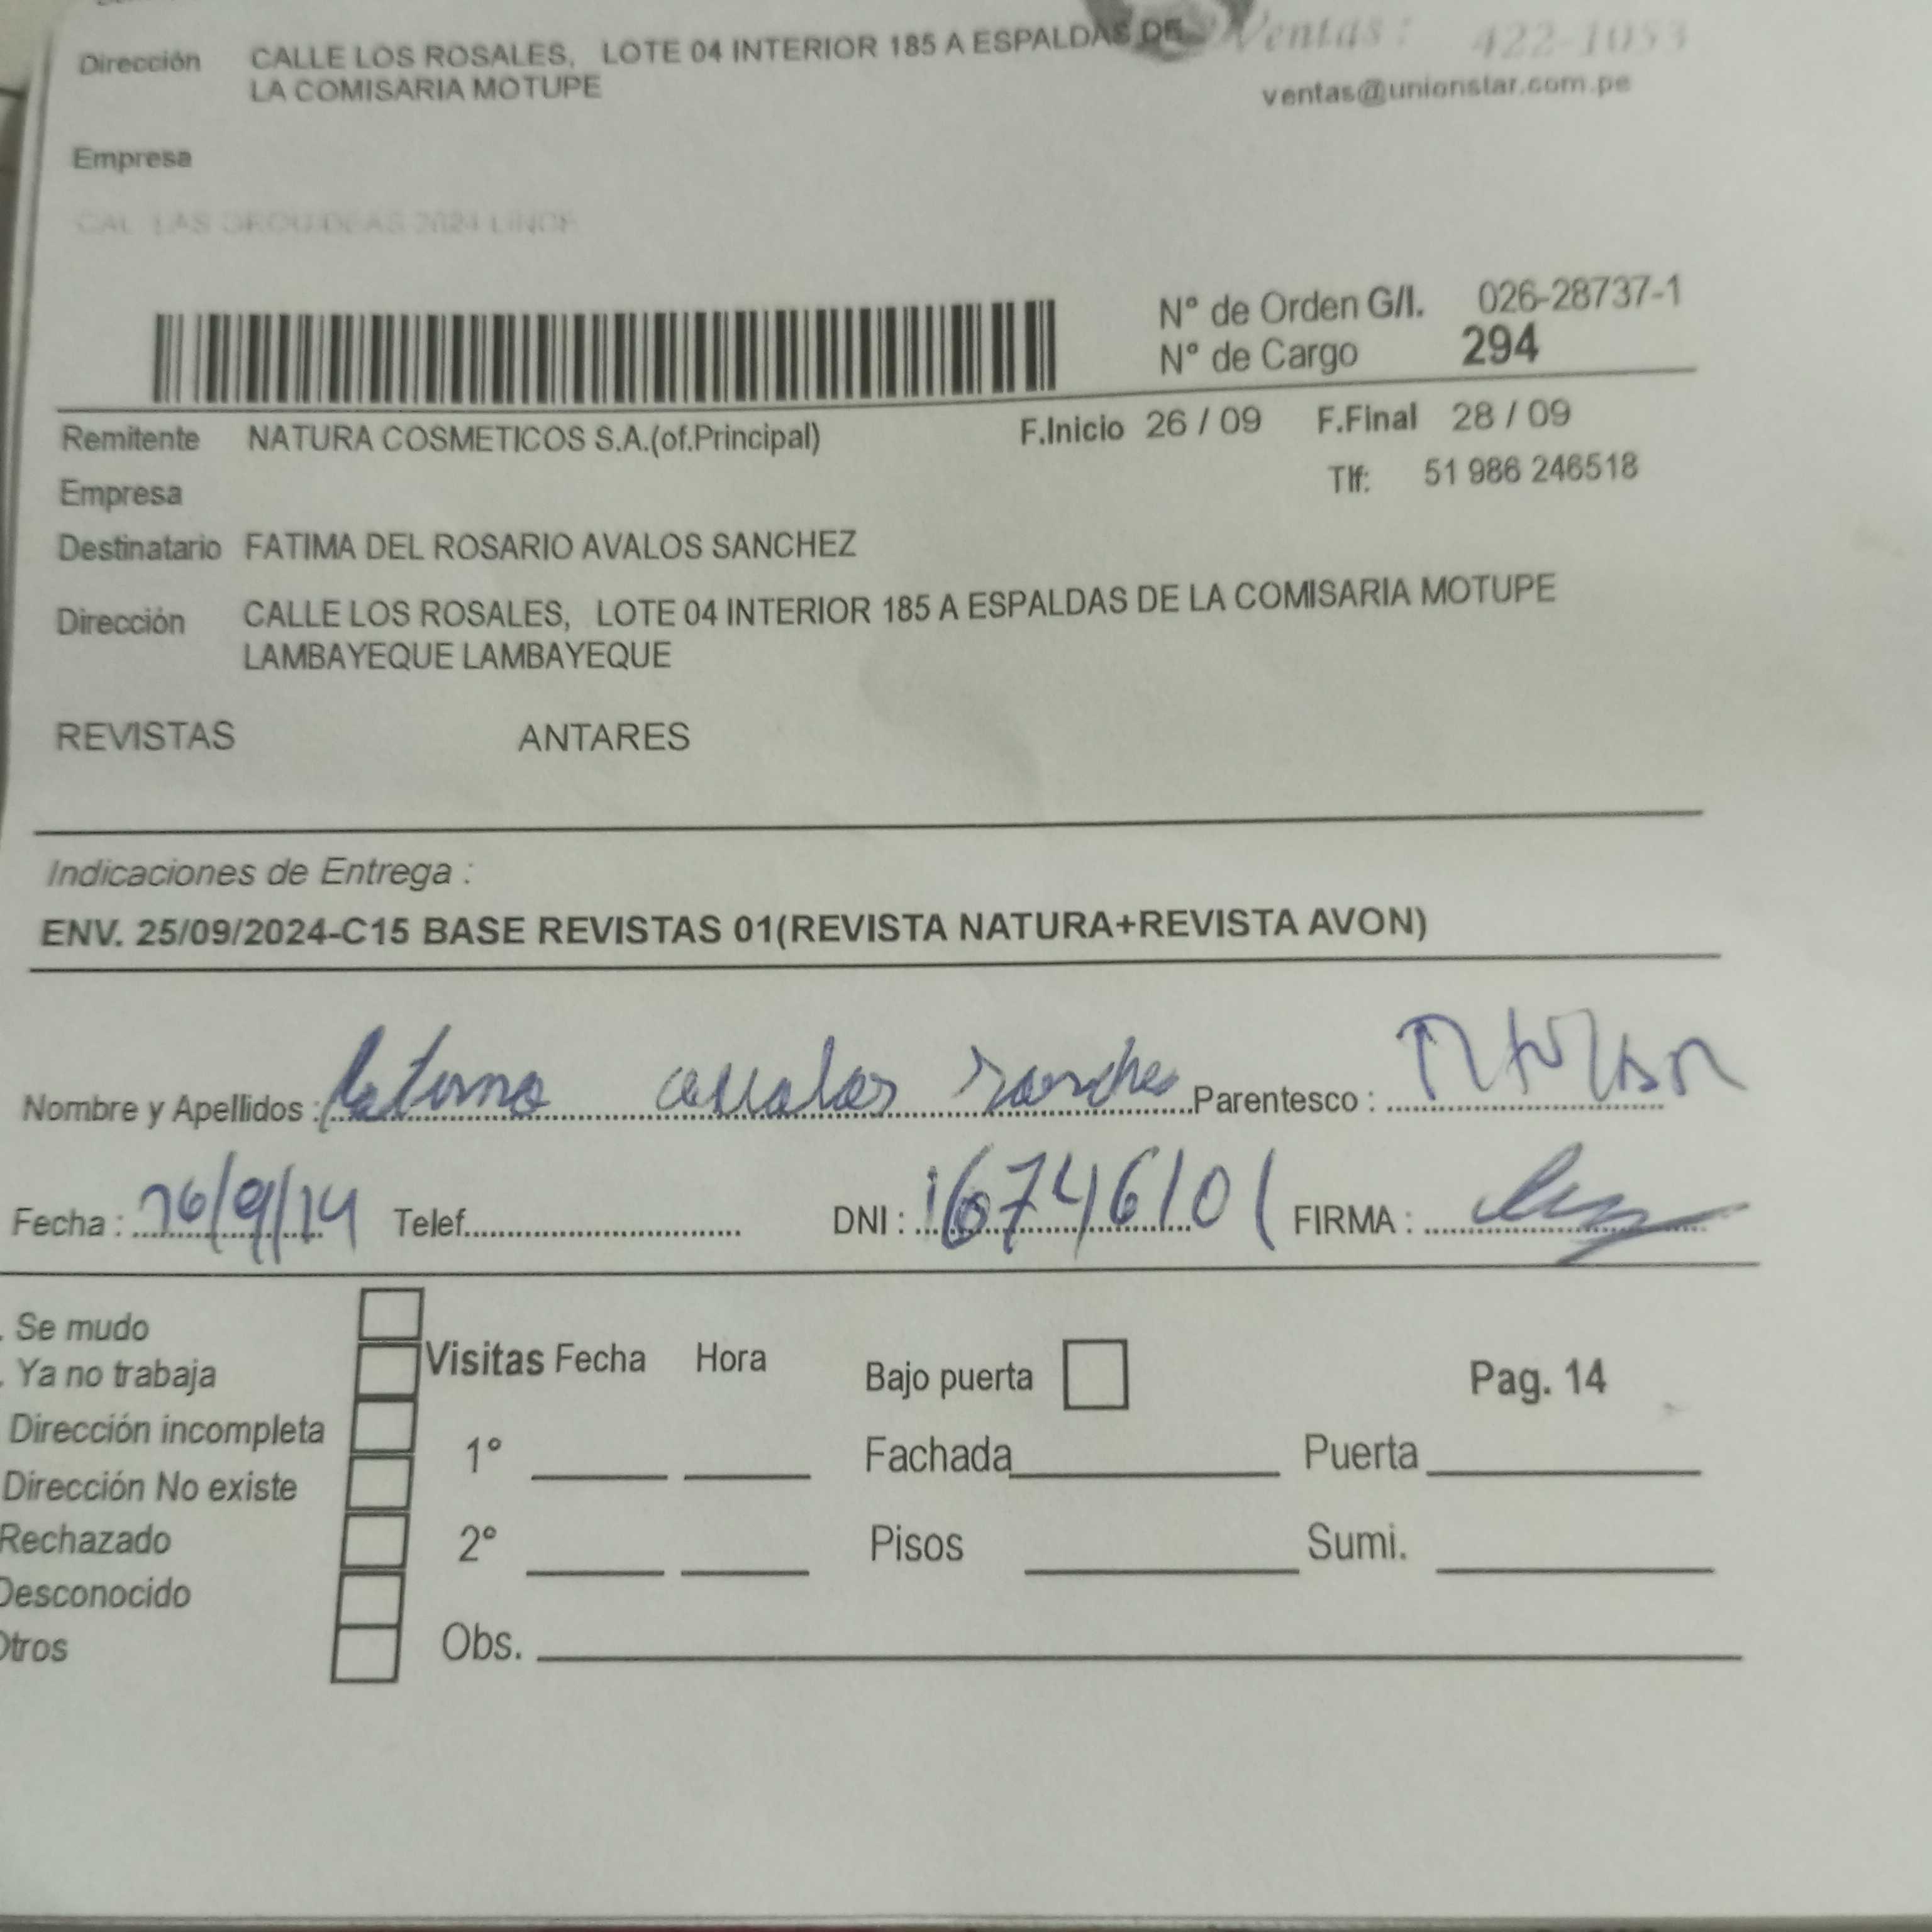 Dirección CALLE LOS ROSALES, LOTE 04 INTERIOR 185 A ESPALDAS DE Ventas: 422-1053
LA COMISARIA MOTUPE ventas@unionstar.com.pe
Empresa
CAL. LAS ORQUIDEAS 2624 LINCE
N° de Orden G/I. 026-28737-1
N° de Cargo 294
Remitente NATURA COSMETICOS S.A.(of.Principal) F.Inicio 26 / 09 F.Final 28 / 09
Empresa Tlf: 51 986 246518
Destinatario FATIMA DEL ROSARIO AVALOS SANCHEZ
Dirección CALLE LOS ROSALES, LOTE 04 INTERIOR 185 A ESPALDAS DE LA COMISARIA MOTUPE
LAMBAYEQUE LAMBAYEQUE
REVISTAS ANTARES
Indicaciones de Entrega :
ENV. 25/09/2024-C15 BASE REVISTAS 01(REVISTA NATURA+REVISTA AVON)
Nombre y Apellidos : Parentesco :
Fecha : Telef. DNI : 16746101 FIRMA :
. Se mudo
. Ya no trabaja Visitas Fecha Hora Bajo puerta Pag. 14
Dirección incompleta 1° Fachada Puerta
Dirección No existe
Rechazado 2° Pisos Sumi.
Desconocido
Otros Obs.